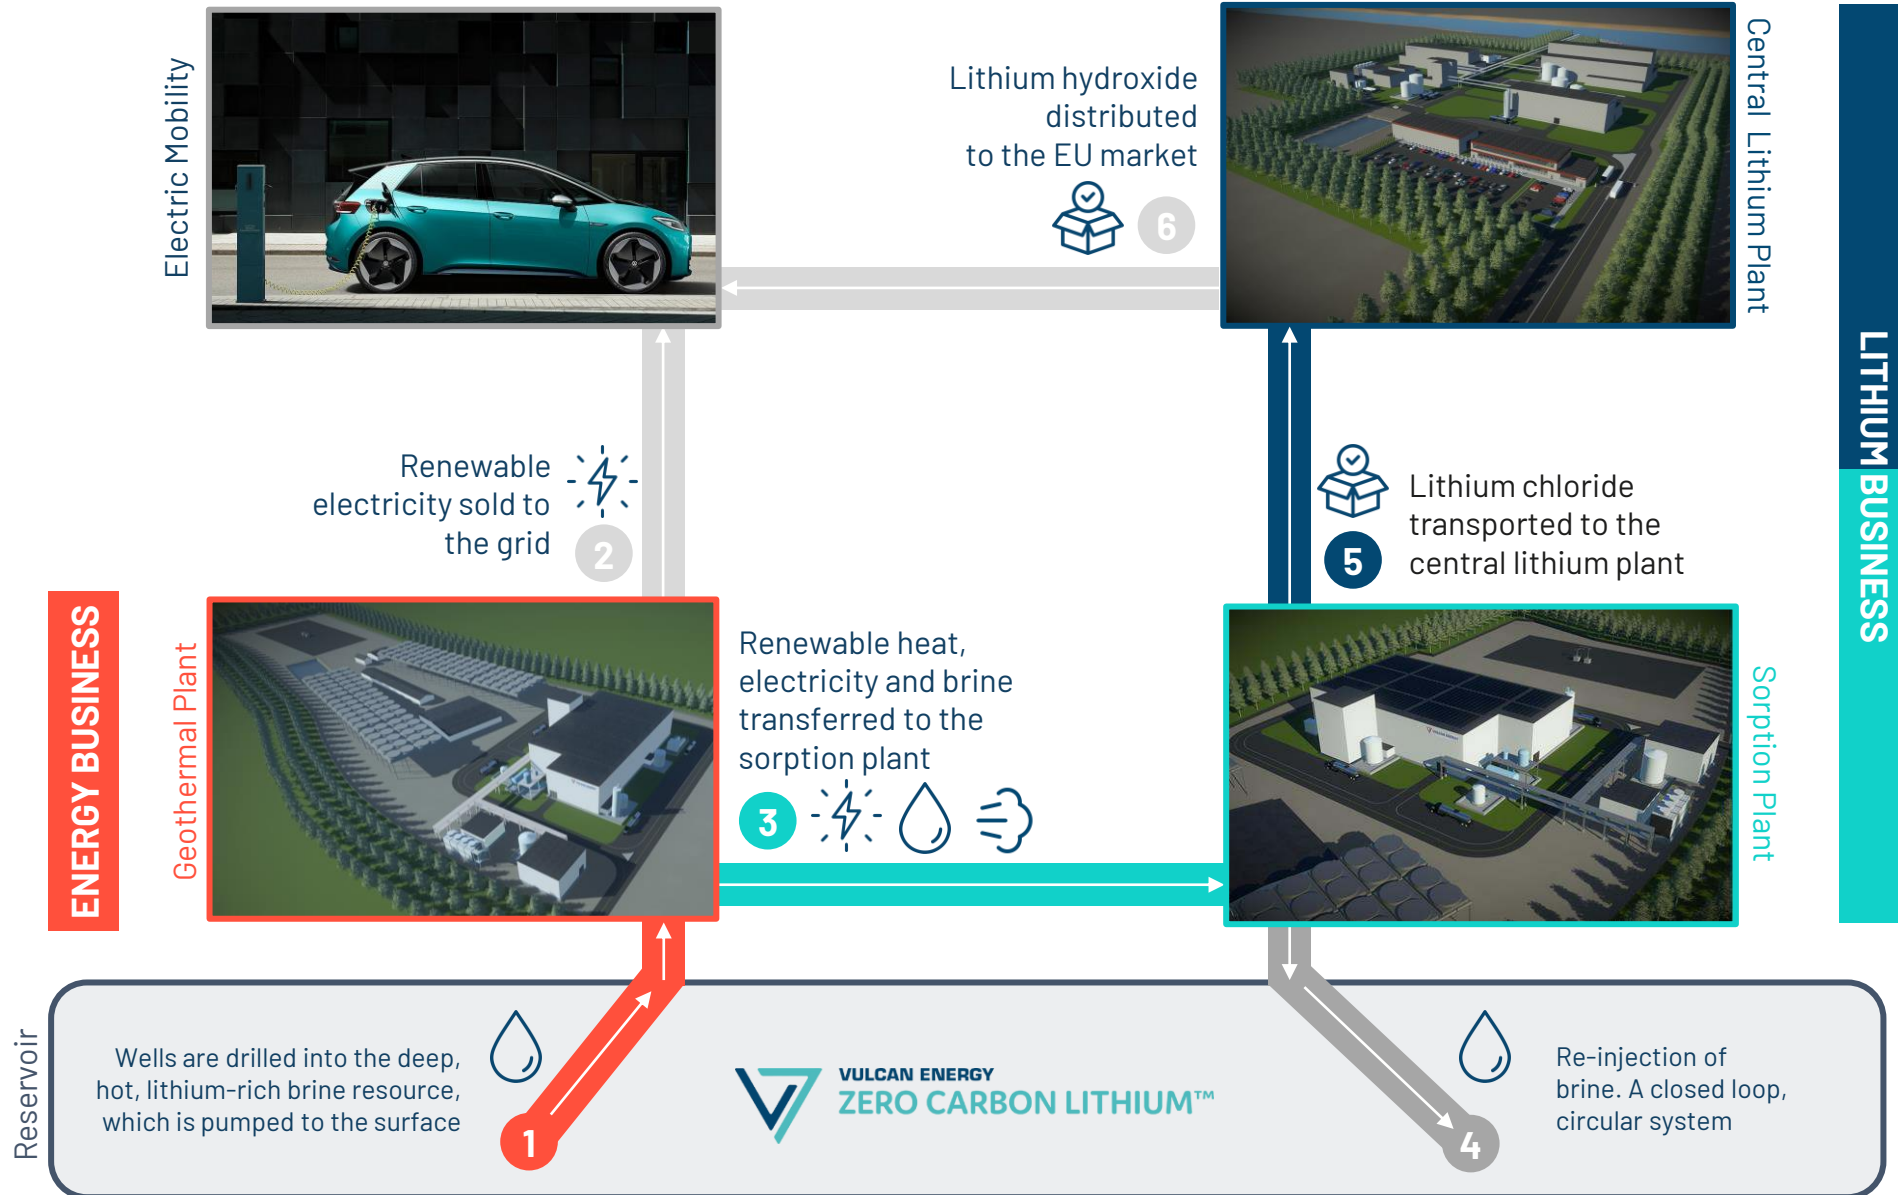 Electric Mobility
Lithium hydroxide
distributed
to the EU market
6
Central Lithium Plant
LITHIUM BUSINESS
Renewable
electricity sold to
the grid
2
Lithium chloride
transported to the
central lithium plant
5
ENERGY BUSINESS
Geothermal Plant
Renewable heat,
electricity and brine
transferred to the
sorption plant
3
VULCAN ENERGY
Sorption Plant
Reservoir
Wells are drilled into the deep,
hot, lithium-rich brine resource,
which is pumped to the surface
1
VULCAN ENERGY
ZERO CARBON LITHIUM™
Re-injection of
brine. A closed loop,
circular system
4